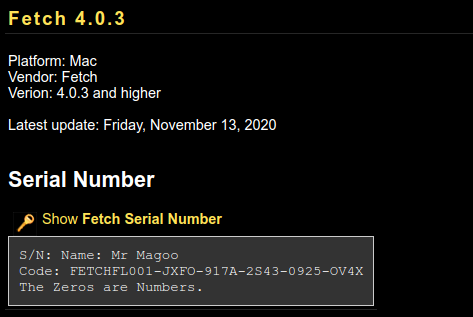 Fetch 4.0.3
Platform: Mac
Vendor: Fetch
Verion: 4.0.3 and higher
Latest update: Friday, November 13, 2020
Serial Number
Show Fetch Serial Number
S/N: Name: Mr Magoo
Code: FETCHFL001-JXFO-917A-2S43-0925-OV4X
The Zeros are Numbers.